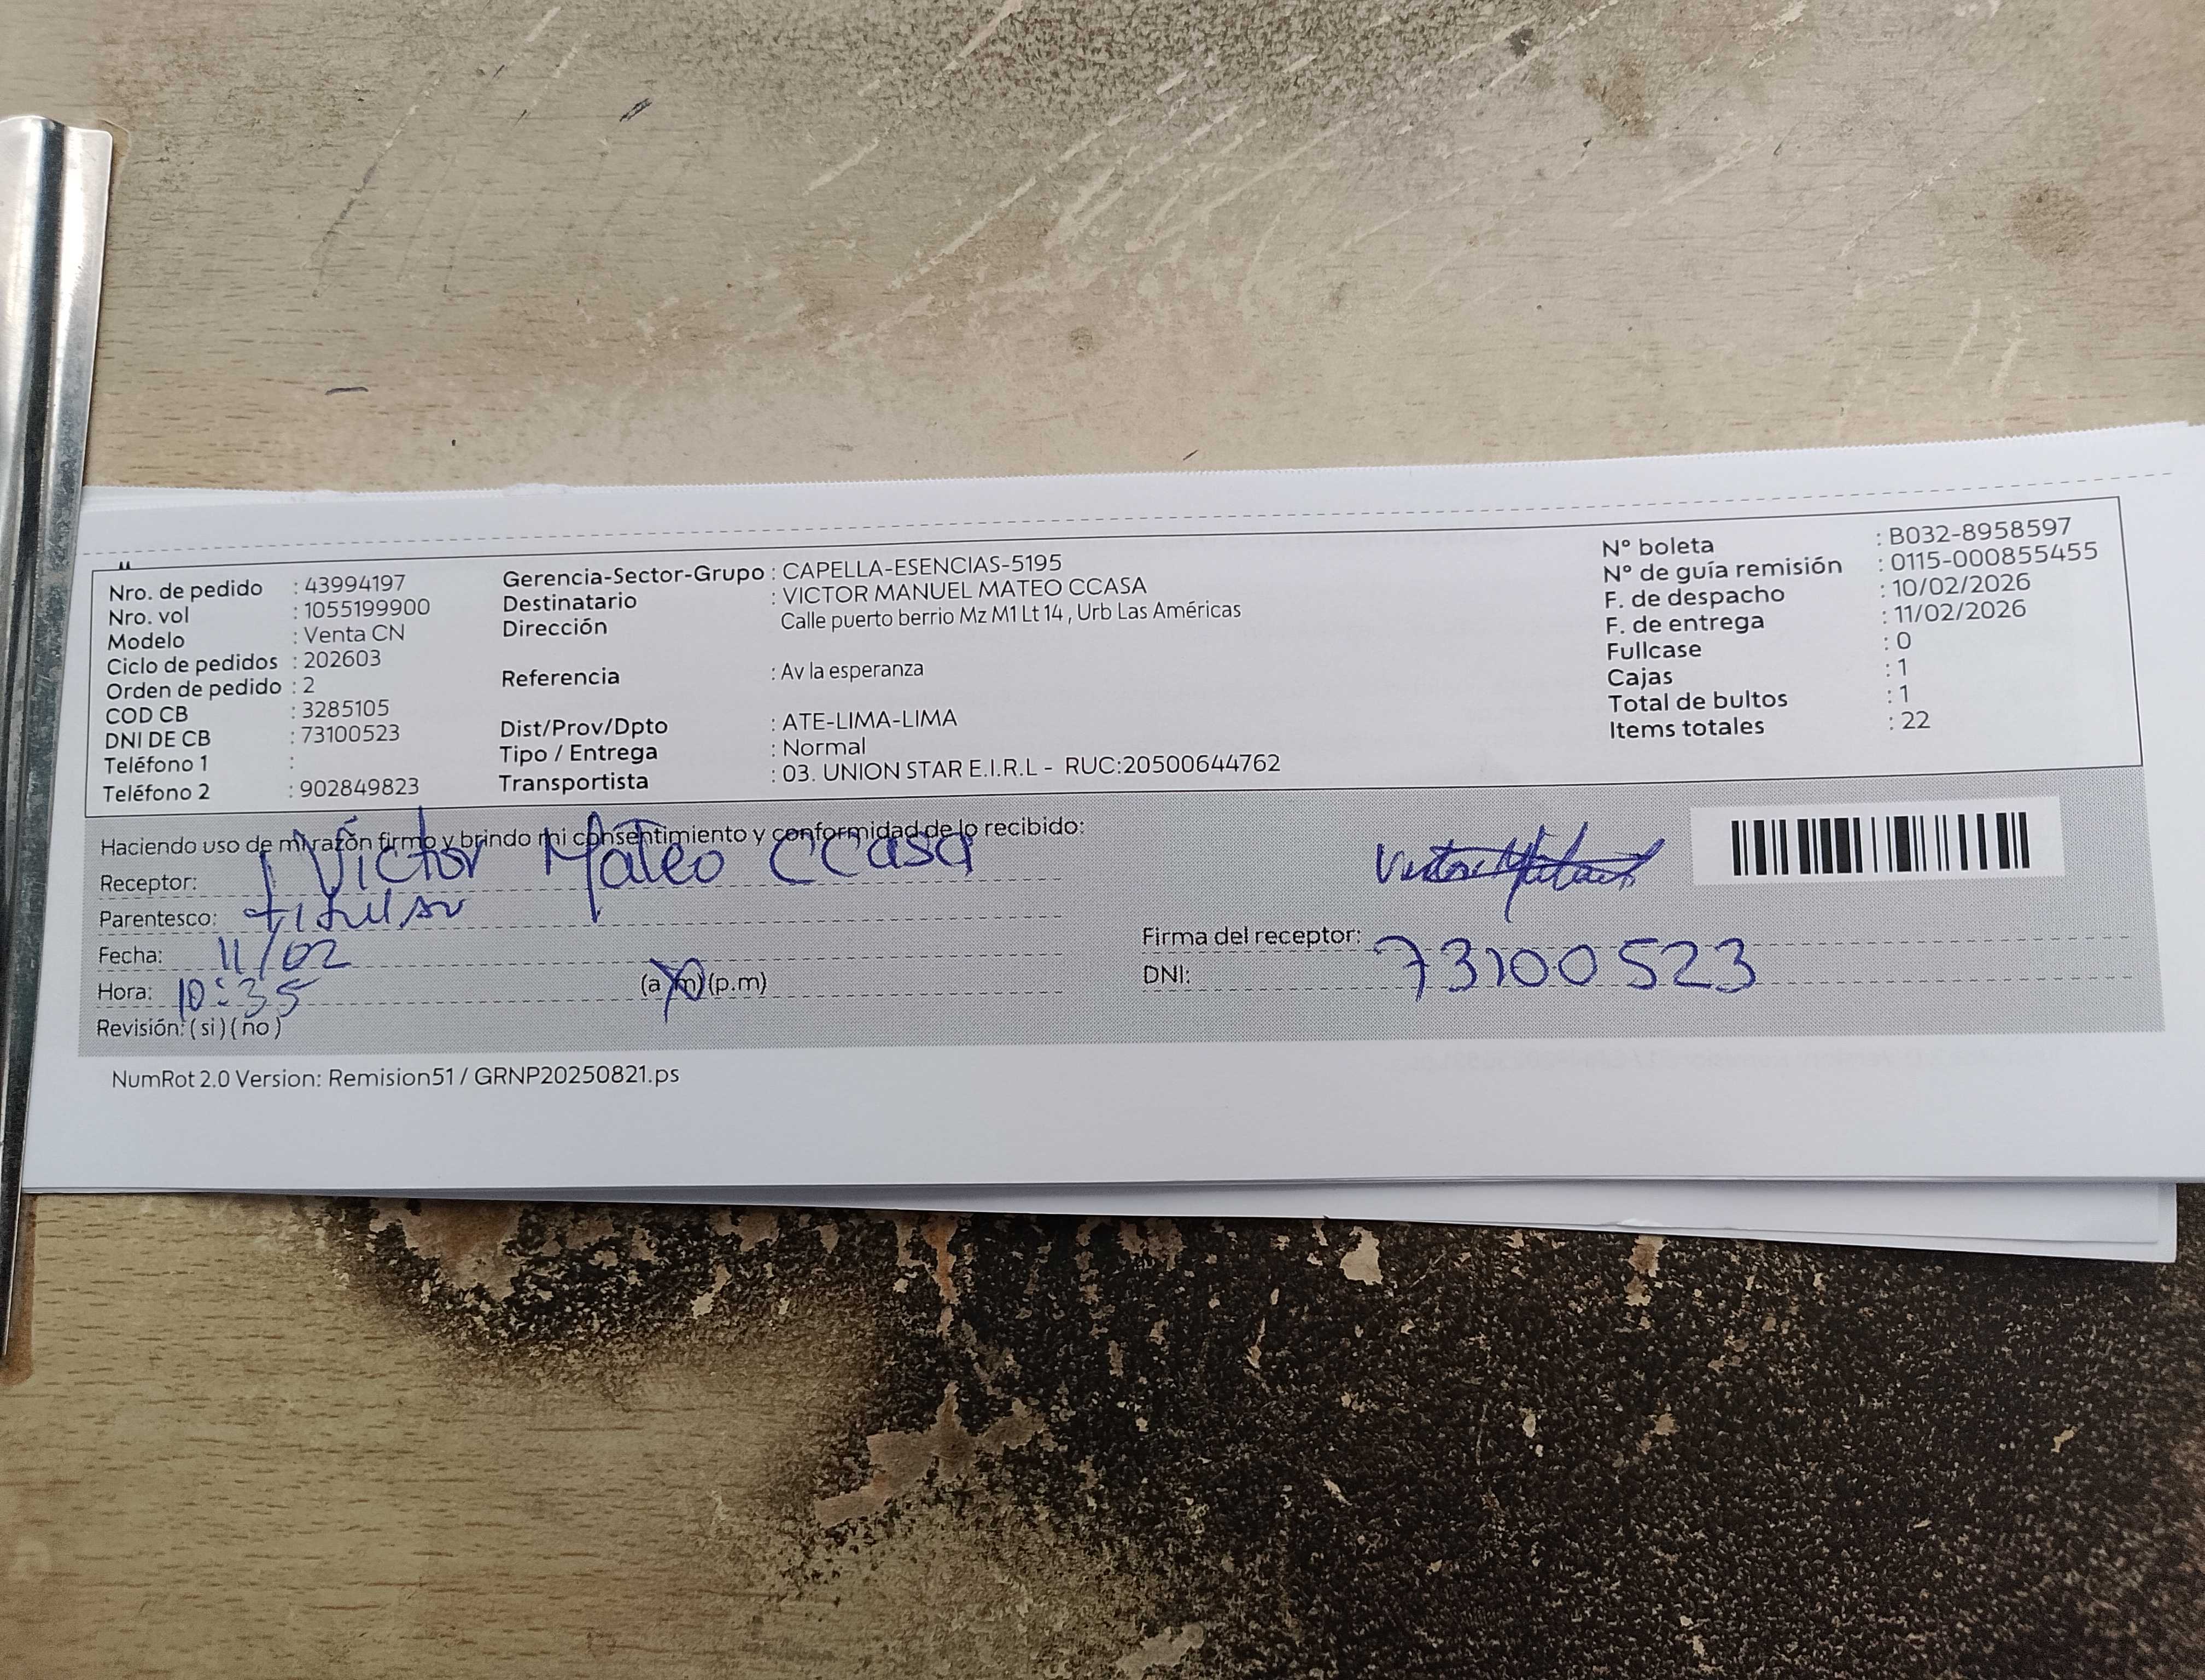 Nro. de pedido : 43994197
Nro. vol : 1055199900
Modelo : Venta CN
Ciclo de pedidos : 202603
Orden de pedido : 2
COD CB : 3285105
DNI DE CB : 73100523
Teléfono 1 :
Teléfono 2 : 902849823
Gerencia-Sector-Grupo : CAPELLA-ESENCIAS-5195
Destinatario : VICTOR MANUEL MATEO CCASA
Dirección Calle puerto berrio Mz M1 Lt 14 , Urb Las Américas
Referencia : Av la esperanza
Dist/Prov/Dpto : ATE-LIMA-LIMA
Tipo / Entrega : Normal
Transportista : 03. UNION STAR E.I.R.L - RUC:20500644762
N° boleta : B032-8958597
N° de guía remisión : 0115-000855455
F. de despacho : 10/02/2026
F. de entrega : 11/02/2026
Fullcase : 0
Cajas : 1
Total de bultos : 1
Items totales : 22
Haciendo uso de mi razón firmo y brindo mi consentimiento y conformidad de lo recibido:
Receptor: Victor Mateo CCasa
Parentesco: titular
Fecha: 11/02
Hora: 10:35 (a.m)(p.m)
Revisión: (si)(no)
Firma del receptor:
DNI: 73100523
NumRot 2.0 Version: Remision51 / GRNP20250821.ps